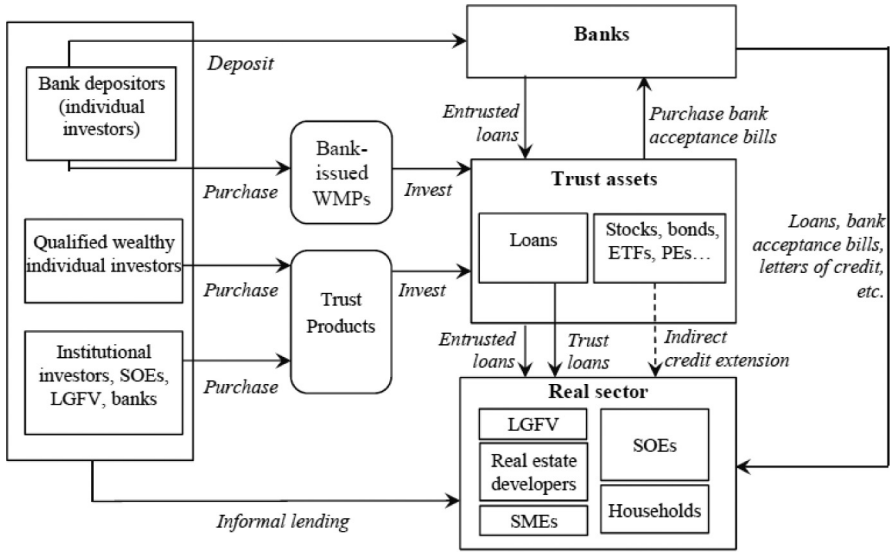 Banks
Deposit
Bank depositors
(individual
investors)
Entrusted
loans
Purchase bank
acceptance bills
Bank-
issued
WMPs
Purchase
Invest
Trust assets
Qualified wealthy
individual investors
Loans
Stocks, bonds,
ETFs, PEs...
Loans, bank
acceptance bills,
letters of credit,
etc.
Purchase
Trust
Products
Invest
Institutional
investors, SOEs,
LGFV, banks
Purchase
Entrusted
loans
Trust
loans
Indirect
credit extension
Real sector
LGFV
Real estate
developers
SMEs
SOEs
Households
Informal lending